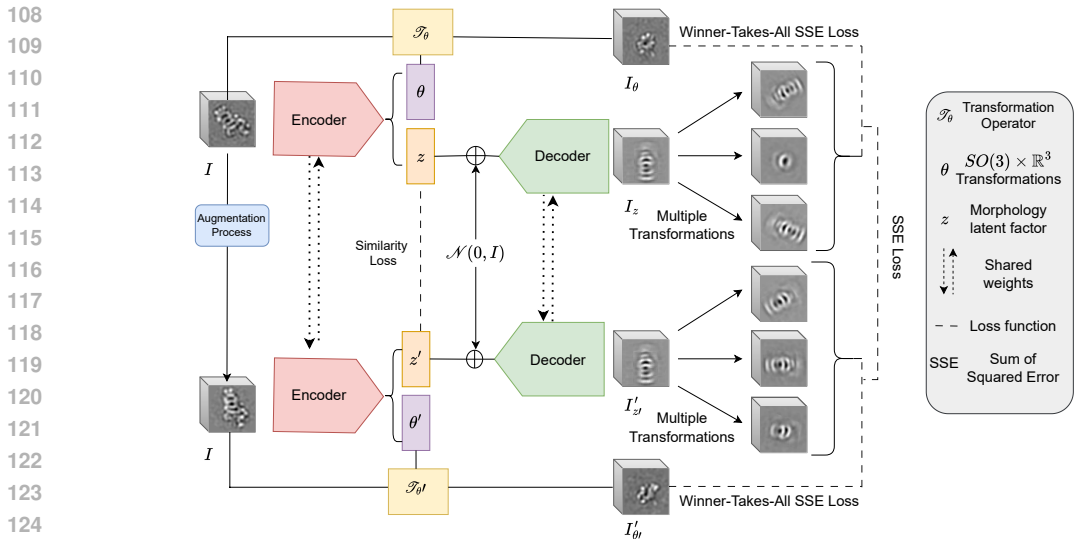 108
109
110
111
112
113
114
115
116
117
118
119
120
121
122
123
124
𝒯θ
Winner-Takes-All SSE Loss
Iθ
θ
Encoder
z
Decoder
I
Iz
Multiple
Transformations
Augmentation
Process
Similarity
Loss
𝒩(0, I)
SSE Loss
Encoder
z′
Decoder
θ′
I′z′
Multiple
Transformations
I
𝒯θ′
Winner-Takes-All SSE Loss
I′θ′
𝒯θ Transformation
Operator
θ SO(3) × ℝ³
Transformations
z Morphology
latent factor
Shared
weights
Loss function
SSE Sum of
Squared Error